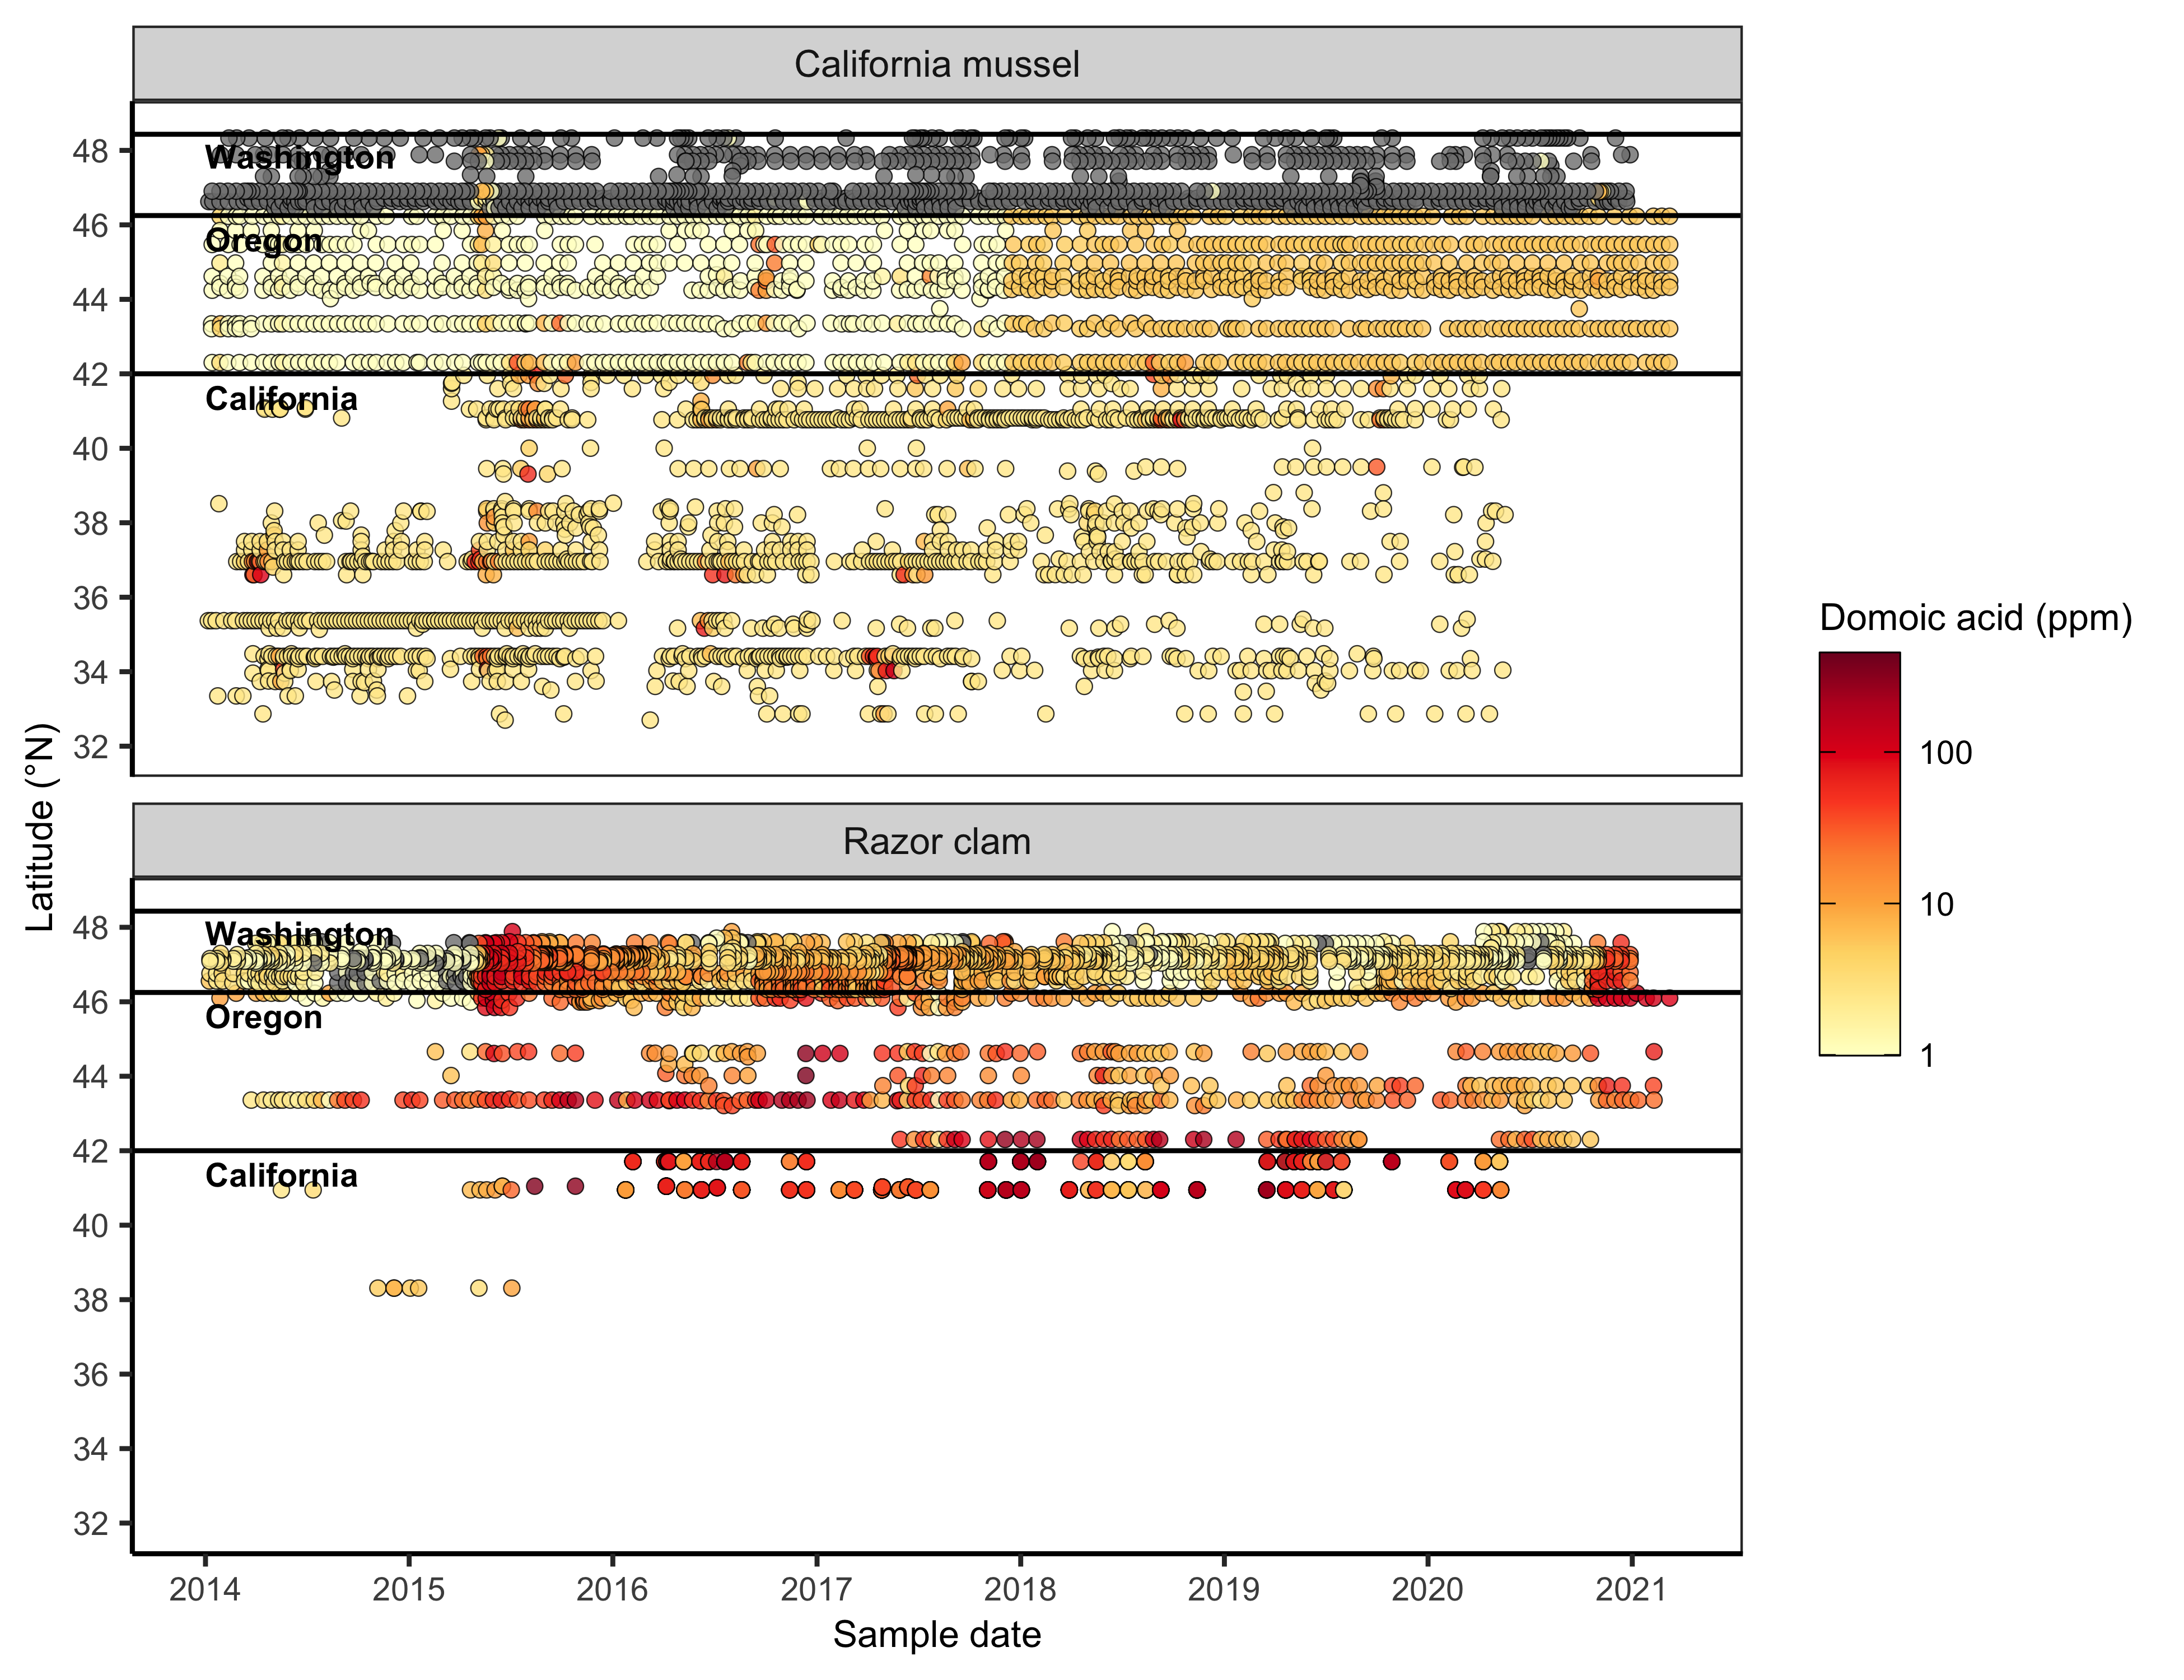 California mussel
48
46
44
42
40
38
36
34
32
Washington
Oregon
California
Latitude (°N)
Razor clam
48
46
44
42
40
38
36
34
32
Washington
Oregon
California
2014 2015 2016 2017 2018 2019 2020 2021
Sample date
Domoic acid (ppm)
100
10
1